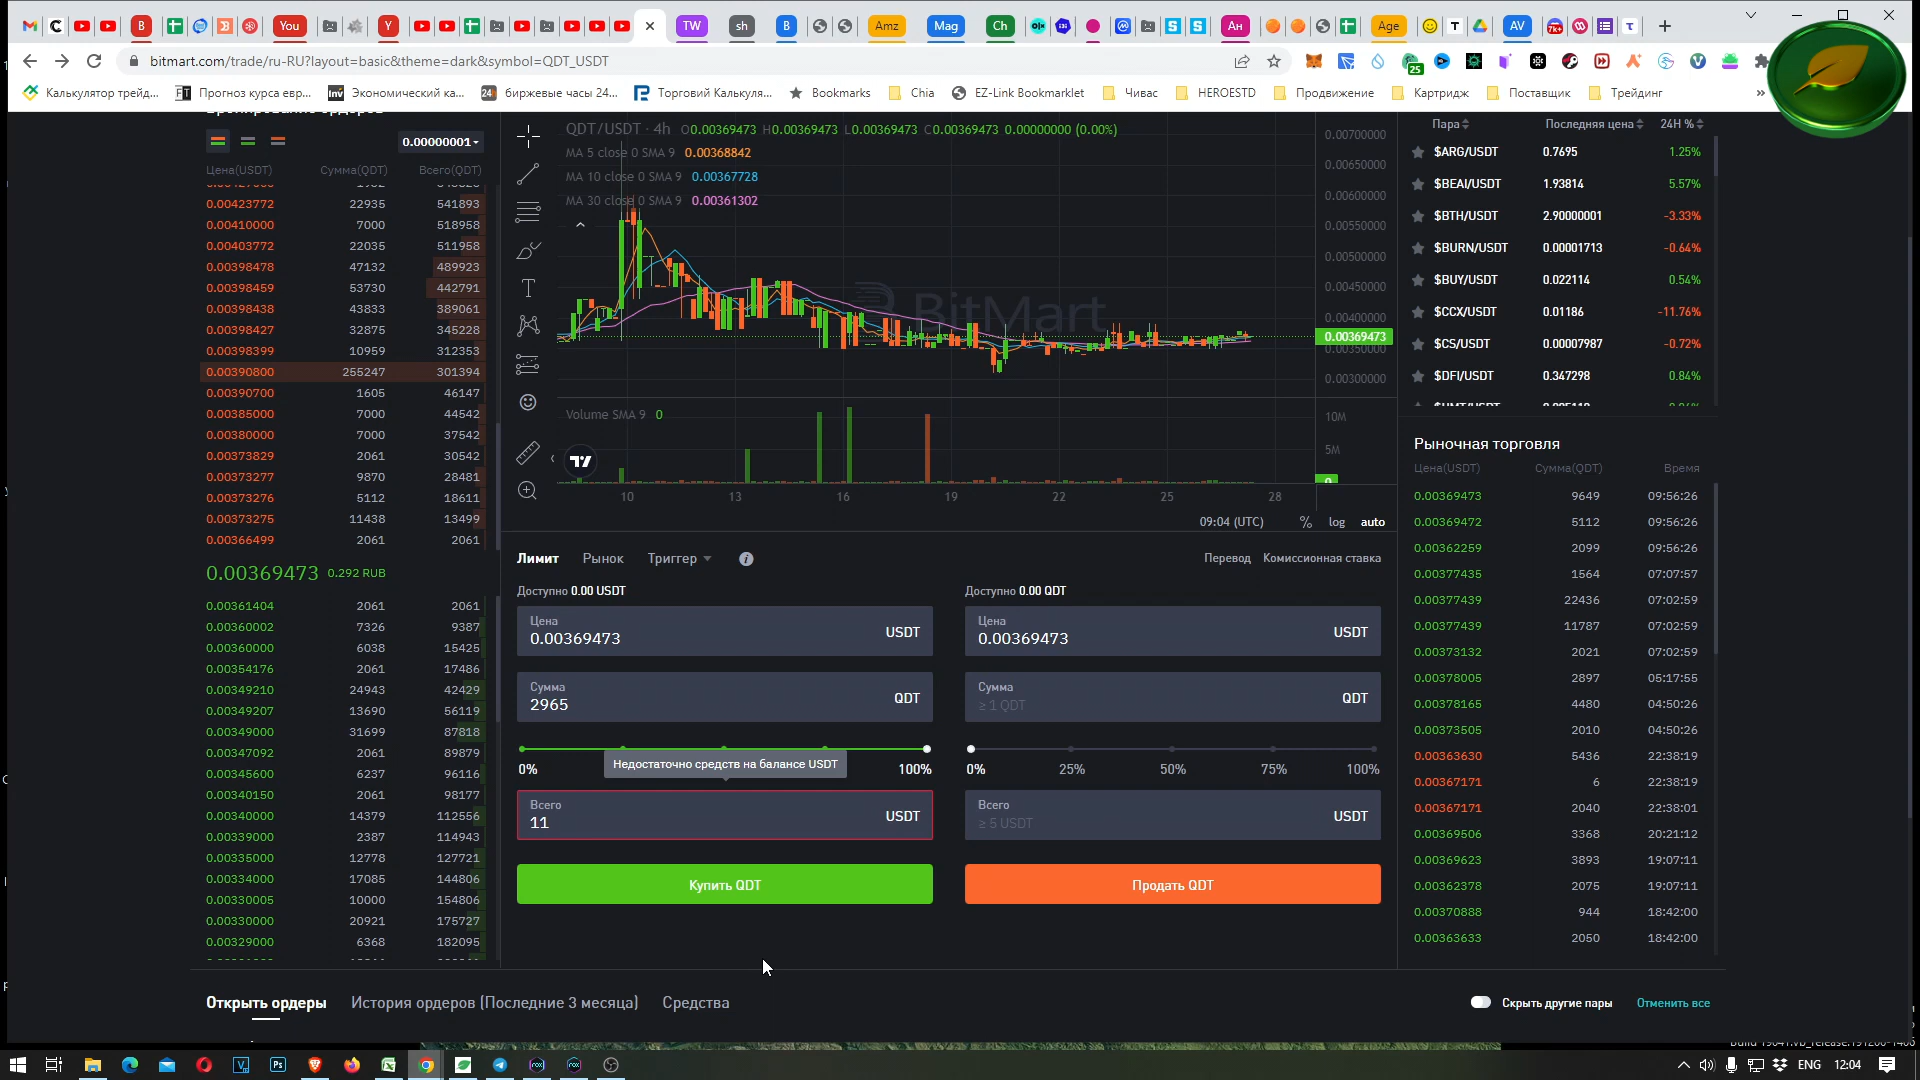 You
TW
sh
B
Amz
Mag
Ch
Ан
Age
AV
bitmart.com/trade/ru-RU?layout=basic&theme=dark&symbol=QDT_USDT
25
Калькулятор трейд...
Прогноз курса евр...
Экономический ка...
биржевые часы 24...
Торговий Калькуля...
Bookmarks
Chia
EZ-Link Bookmarklet
Чивас
HEROESTD
Продвижение
Картридж
Поставщик
Трейдинг
0.00000001
Цена(USDT) Сумма(QDT) Всего(QDT)
0.00423772 22935 541893
0.00410000 7000 518958
0.00403772 22035 511958
0.00398478 47132 489923
0.00398459 53730 442791
0.00398438 43833 389061
0.00398427 32875 345228
0.00398399 10959 312353
0.00390800 255247 301394
0.00390700 1605 46147
0.00385000 7000 44542
0.00380000 7000 37542
0.00373829 2061 30542
0.00373277 9870 28481
0.00373276 5112 18611
0.00373275 11438 13499
0.00366499 2061 2061
0.00369473 0.292 RUB
0.00361404 2061 2061
0.00360002 7326 9387
0.00360000 6038 15425
0.00354176 2061 17486
0.00349210 24943 42429
0.00349207 13690 56119
0.00349000 31699 87818
0.00347092 2061 89879
0.00345600 6237 96116
0.00340150 2061 98177
0.00340000 14379 112556
0.00339000 2387 114943
0.00335000 12778 127721
0.00334000 17085 144806
0.00330005 10000 154806
0.00330000 20921 175727
0.00329000 6368 182095
QDT/USDT · 4h O0.00369473 H0.00369473 L0.00369473 C0.00369473 0.00000000 (0.00%)
MA 5 close 0 SMA 9 0.00368842
MA 10 close 0 SMA 9 0.00367728
MA 30 close 0 SMA 9 0.00361302
BitMart
0.00700000
0.00650000
0.00600000
0.00550000
0.00500000
0.00450000
0.00400000
0.00369473
0.00350000
0.00300000
Volume SMA 9 0
10M
5M
0
10 13 16 19 22 25 28
09:04 (UTC) % log auto
Лимит Рынок Триггер
Перевод Комиссионная ставка
Доступно 0.00 USDT
Цена
0.00369473 USDT
Сумма
2965 QDT
Недостаточно средств на балансе USDT
0% 100%
Всего
11 USDT
Купить QDT
Доступно 0.00 QDT
Цена
0.00369473 USDT
Сумма
≥ 1 QDT QDT
0% 25% 50% 75% 100%
Всего
≥ 5 USDT USDT
Продать QDT
Пара Последняя цена 24H %
$ARG/USDT 0.7695 1.25%
$BEAI/USDT 1.93814 5.57%
$BTH/USDT 2.90000001 -3.33%
$BURN/USDT 0.00001713 -0.64%
$BUY/USDT 0.022114 0.54%
$CCX/USDT 0.01186 -11.76%
$CS/USDT 0.00007987 -0.72%
$DFI/USDT 0.347298 0.84%
Рыночная торговля
Цена(USDT) Сумма(QDT) Время
0.00369473 9649 09:56:26
0.00369472 5112 09:56:26
0.00362259 2099 09:56:26
0.00377435 1564 07:07:57
0.00377439 22436 07:02:59
0.00377439 11787 07:02:59
0.00373132 2021 07:02:59
0.00378005 2897 05:17:55
0.00378165 4480 04:50:26
0.00373505 2010 04:50:26
0.00363630 5436 22:38:19
0.00367171 6 22:38:19
0.00367171 2040 22:38:01
0.00369506 3368 20:21:12
0.00369623 3893 19:07:11
0.00362378 2075 19:07:11
0.00370888 944 18:42:00
0.00363633 2050 18:42:00
Открыть ордеры История ордеров (Последние 3 месяца) Средства
Скрыть другие пары Отменить все
ENG 12:04